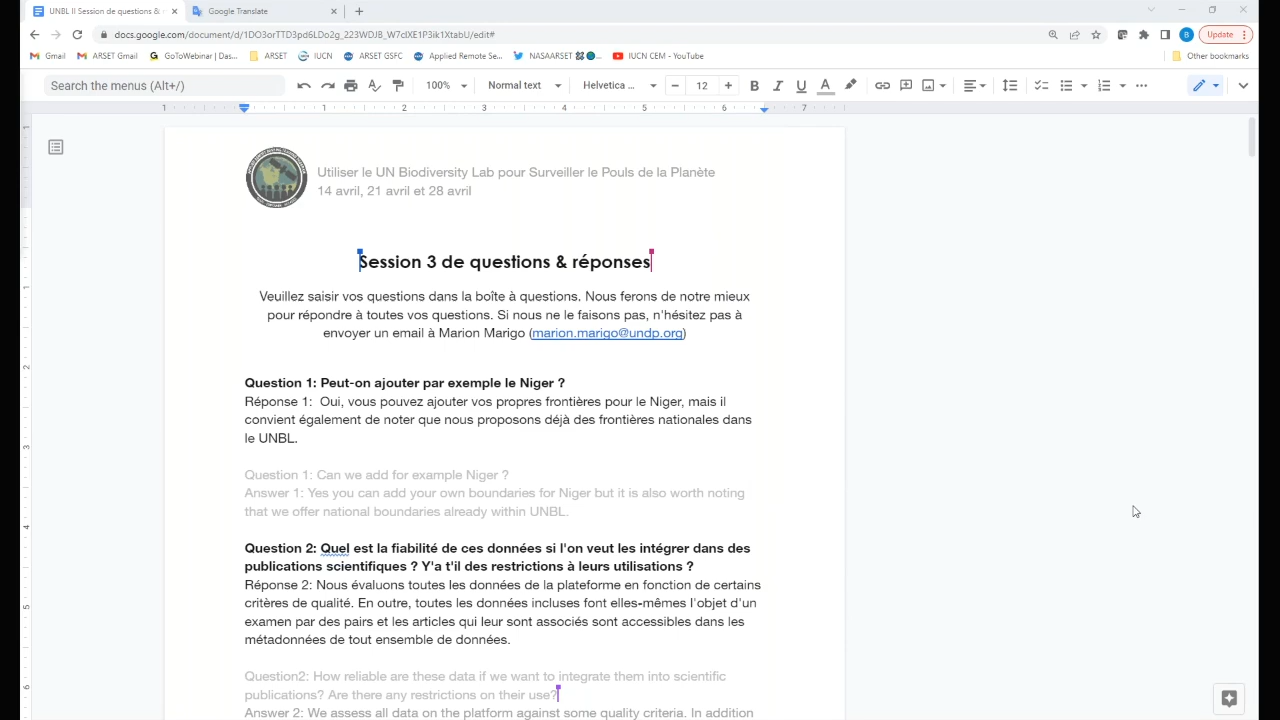 UNBL II Session de questions & r
Google Translate
docs.google.com/document/d/1DO3orTTD3pd6LDo2g_223WDJB_W7clXE1P3ik1XtabU/edit#
B
Update
Gmail
ARSET Gmail
GoToWebinar | Das...
ARSET
IUCN
ARSET GSFC
Applied Remote Se...
NASAARSET
IUCN CEM - YouTube
Other bookmarks
Search the menus (Alt+/)
100%
Normal text
Helvetica ...
12
B I U A
1 1 2 3 4 5 6 7
Utiliser le UN Biodiversity Lab pour Surveiller le Pouls de la Planète
14 avril, 21 avril et 28 avril
Session 3 de questions & réponses
Veuillez saisir vos questions dans la boîte à questions. Nous ferons de notre mieux
pour répondre à toutes vos questions. Si nous ne le faisons pas, n'hésitez pas à
envoyer un email à Marion Marigo (marion.marigo@undp.org)
Question 1: Peut-on ajouter par exemple le Niger ?
Réponse 1:  Oui, vous pouvez ajouter vos propres frontières pour le Niger, mais il
convient également de noter que nous proposons déjà des frontières nationales dans
le UNBL.
Question 1: Can we add for example Niger ?
Answer 1: Yes you can add your own boundaries for Niger but it is also worth noting
that we offer national boundaries already within UNBL.
Question 2: Quel est la fiabilité de ces données si l'on veut les intégrer dans des
publications scientifiques ? Y'a t'il des restrictions à leurs utilisations ?
Réponse 2: Nous évaluons toutes les données de la plateforme en fonction de certains
critères de qualité. En outre, toutes les données incluses font elles-mêmes l'objet d'un
examen par des pairs et les articles qui leur sont associés sont accessibles dans les
métadonnées de tout ensemble de données.
Question2: How reliable are these data if we want to integrate them into scientific
publications? Are there any restrictions on their use?
Answer 2: We assess all data on the platform against some quality criteria. In addition